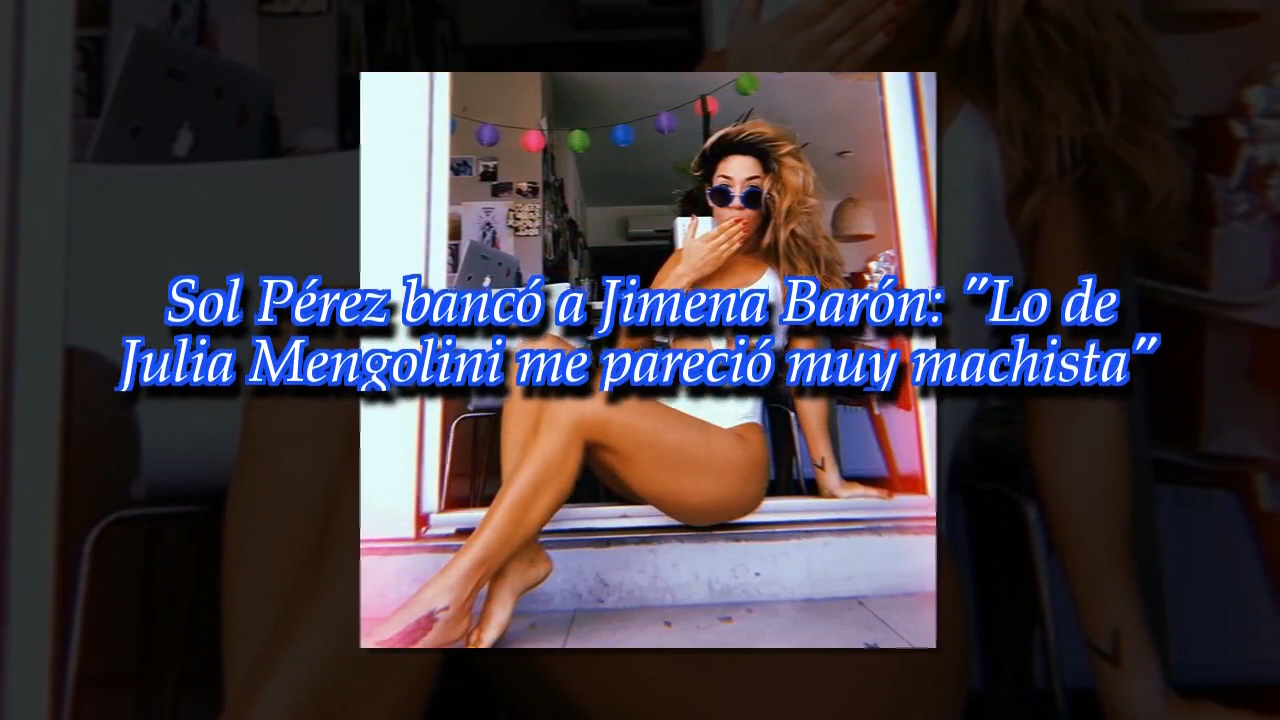 Sol Pérez bancó a Jimena Barón: "Lo de
Julia Mengolini me pareció muy machista"